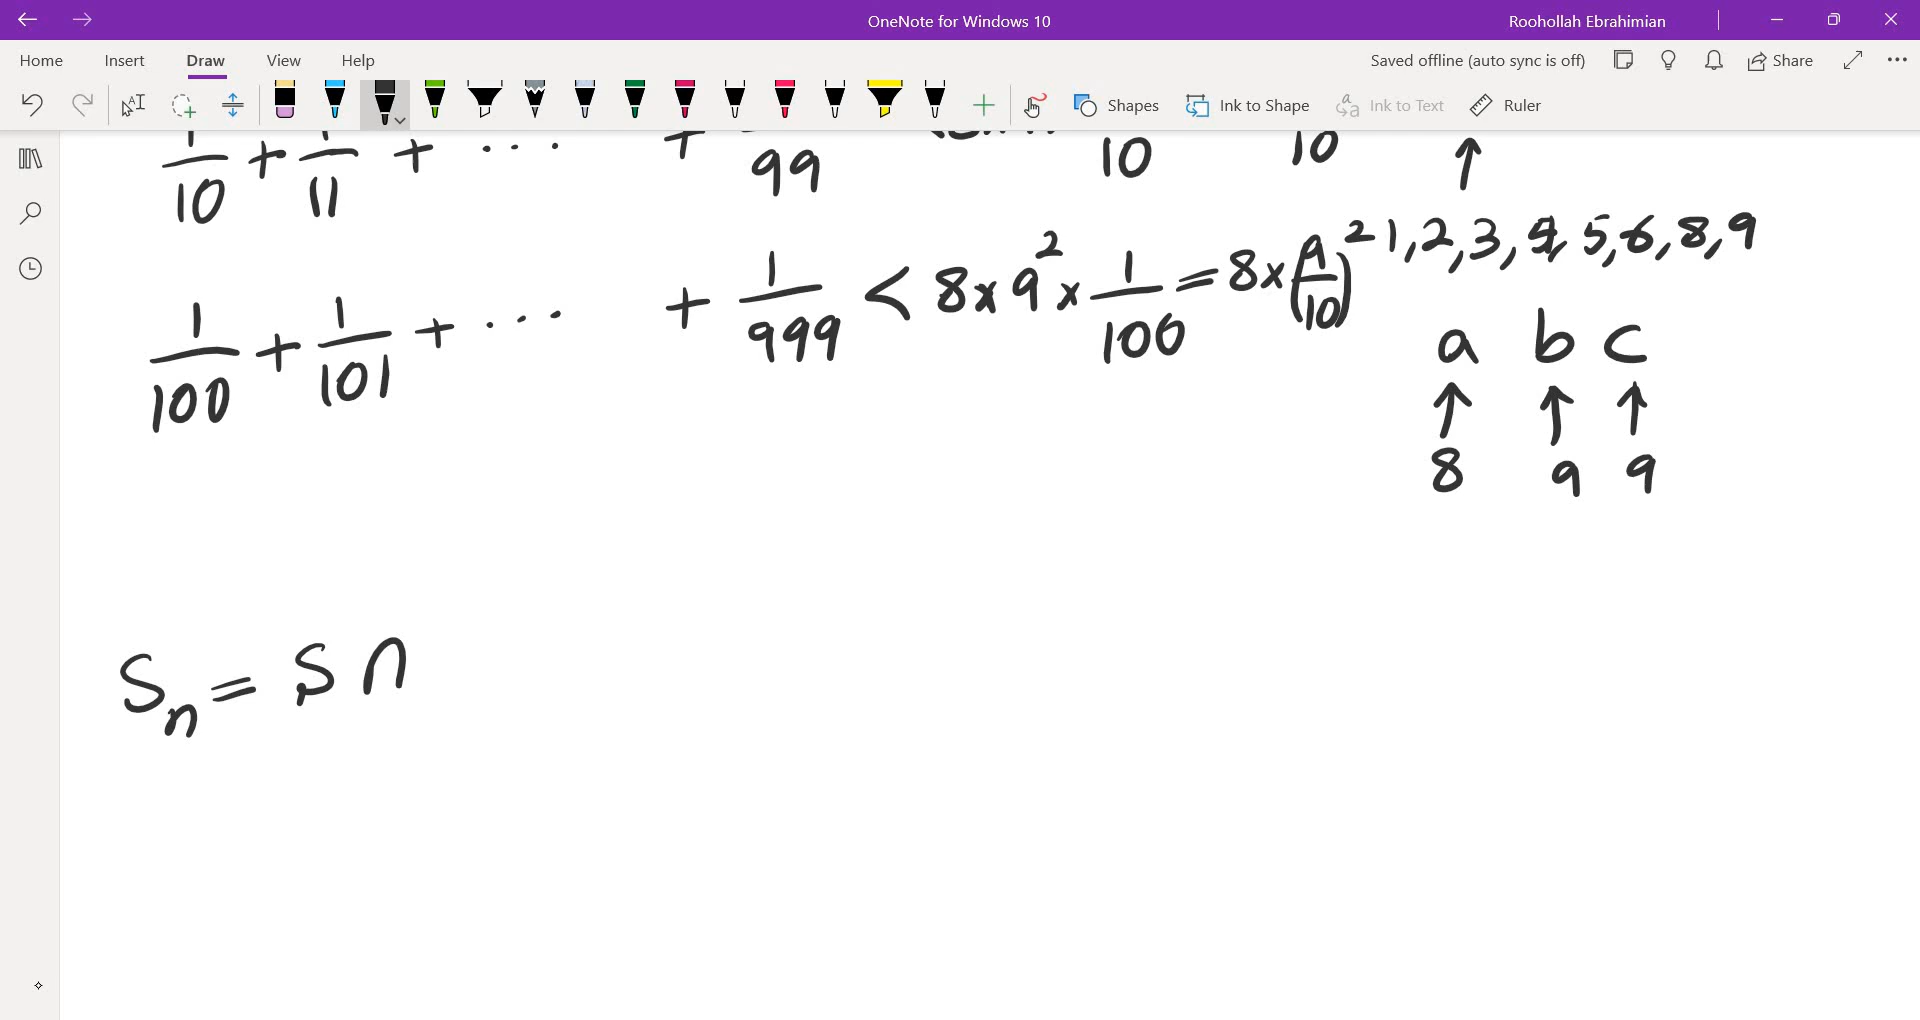 OneNote for Windows 10
Roohollah Ebrahimian
Home Insert Draw View Help
Saved offline (auto sync is off) Share
Shapes Ink to Shape Ink to Text Ruler
1/10 + 1/11 + ... + /99 10 10 ↑
1/100 + 1/101 + ... + 1/999 < 8×9²×1/100 = 8×(9/10)²
1,2,3,4,5,6,8,9
a b c
↑ ↑ ↑
8 9 9
Sₙ = S n